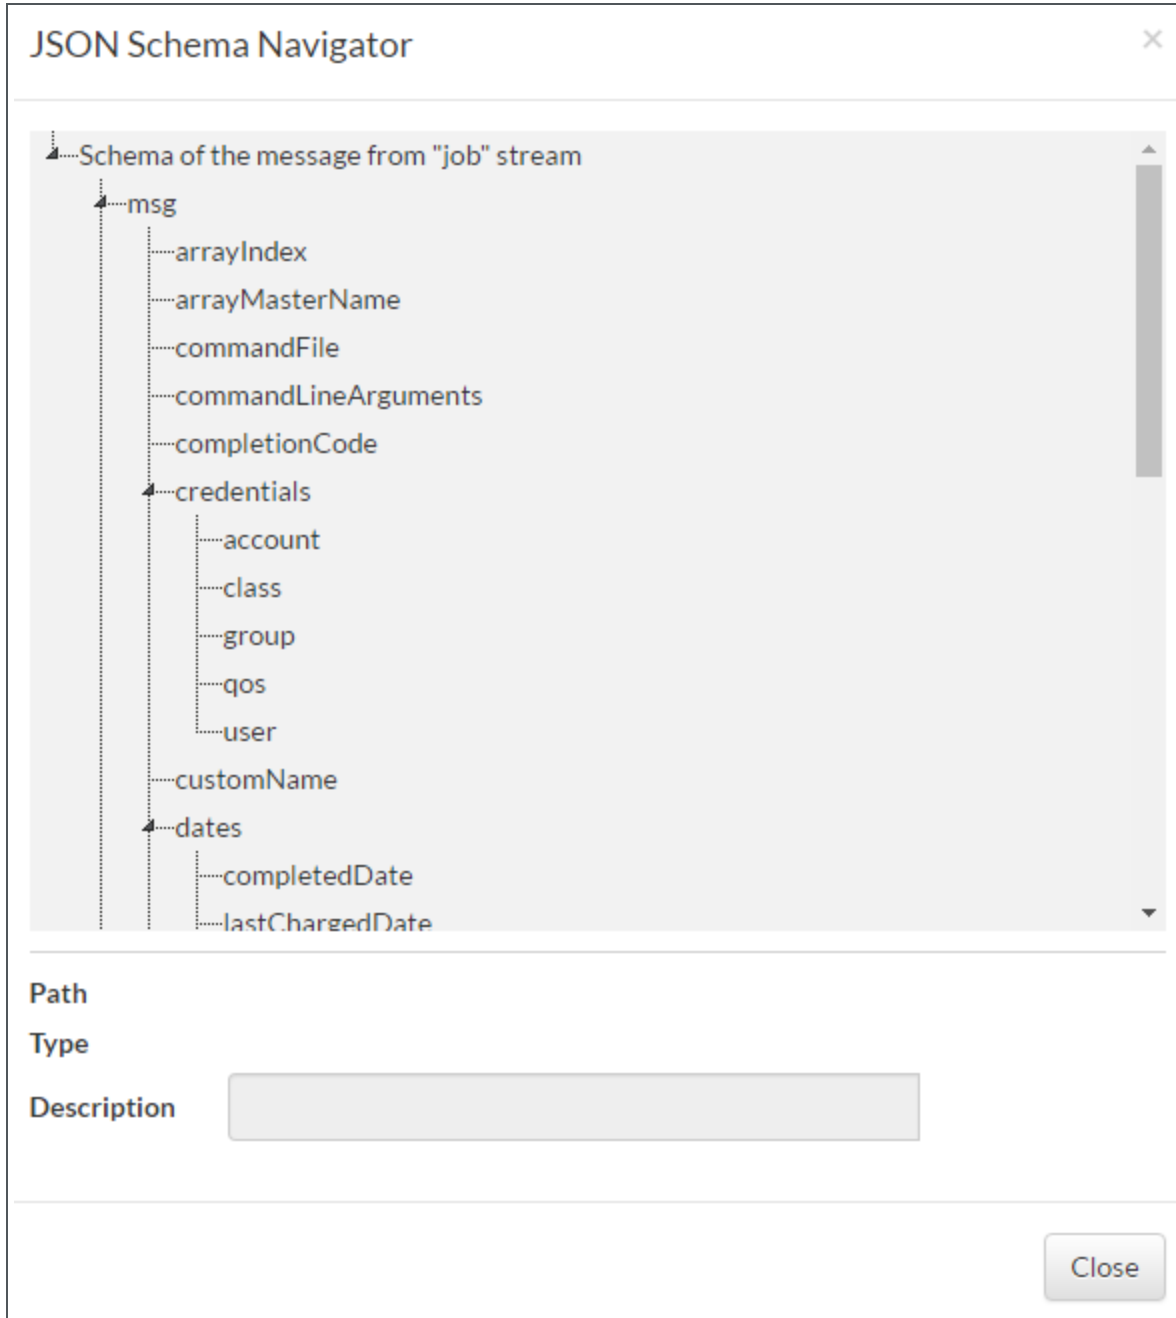 JSON Schema Navigator
×
Schema of the message from "job" stream
msg
arrayIndex
arrayMasterName
commandFile
commandLineArguments
completionCode
credentials
account
class
group
qos
user
customName
dates
completedDate
lastChargedDate
Path
Type
Description
Close